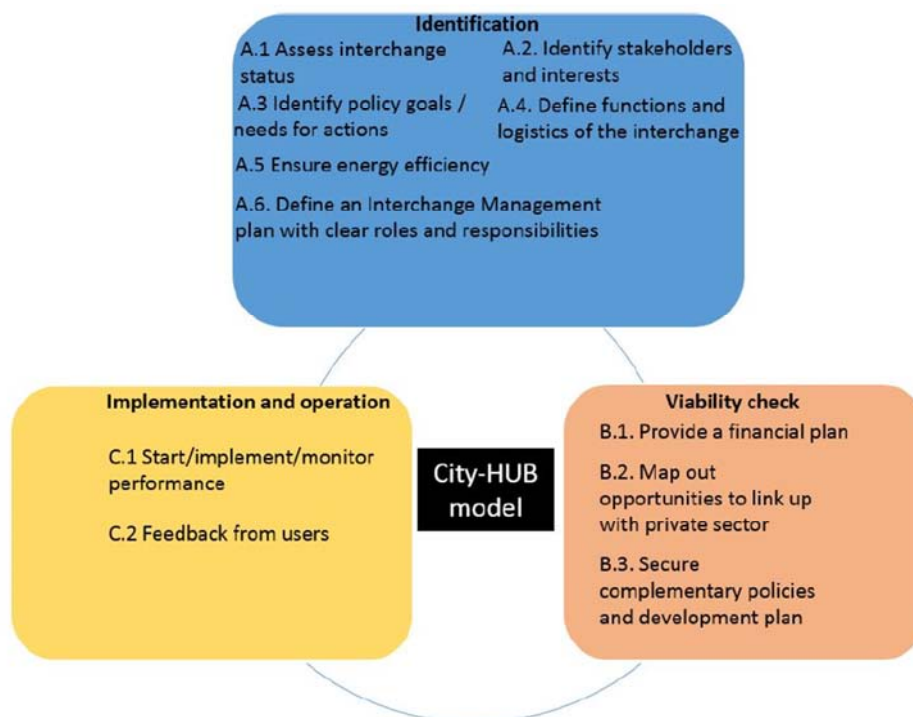 Identification
A.1 Assess interchange
status
A.2. Identify stakeholders
and interests
A.3 Identify policy goals /
needs for actions
A.4. Define functions and
logistics of the interchange
A.5 Ensure energy efficiency
A.6. Define an Interchange Management
plan with clear roles and responsibilities
Implementation and operation
C.1 Start/implement/monitor
performance
C.2 Feedback from users
City-HUB
model
Viability check
B.1. Provide a financial plan
B.2. Map out
opportunities to link up
with private sector
B.3. Secure
complementary policies
and development plan